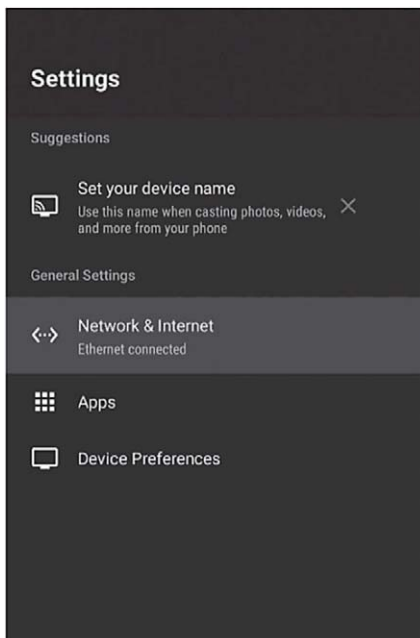 Settings
Suggestions
Set your device name
Use this name when casting photos, videos,
and more from your phone
General Settings
Network & Internet
Ethernet connected
Apps
Device Preferences